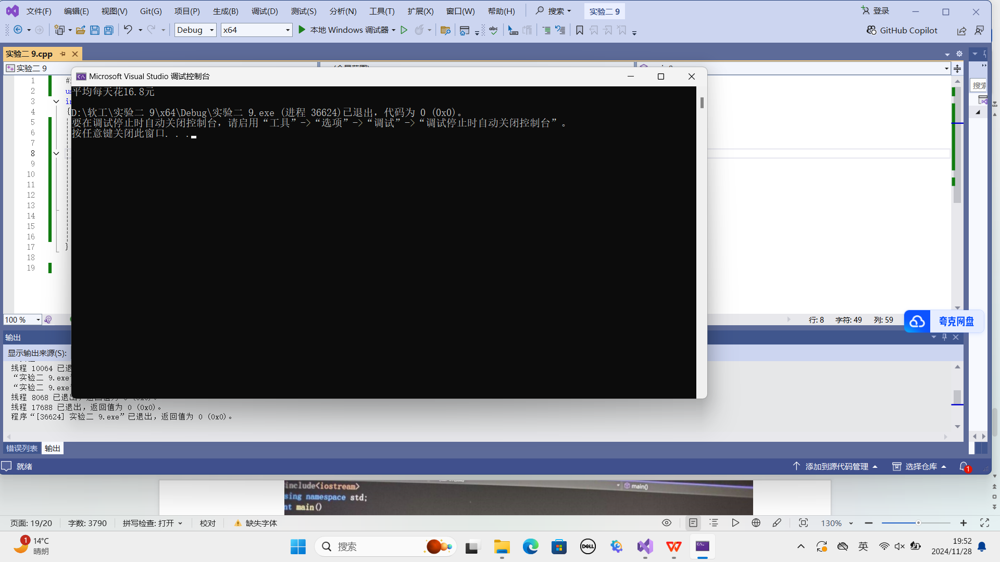 文件(F) 编辑(E) 视图(V) Git(G) 项目(P) 生成(B) 调试(D) 测试(S) 分析(N) 工具(T) 扩展(X) 窗口(W) 帮助(H) 搜索 实验二 9 登录
Debug x64 本地 Windows 调试器 GitHub Copilot
实验二 9.cpp
实验二 9
Microsoft Visual Studio 调试控制台
平均每天花16.8元
D:\软工\实验二 9\x64\Debug\实验二 9.exe (进程 36624)已退出，代码为 0 (0x0)。
要在调试停止时自动关闭控制台，请启用“工具”->“选项”->“调试”->“调试停止时自动关闭控制台”。
按任意键关闭此窗口. . .
1
2
3
4 {
5
6
7
8
9
10
11
12
13
14
15
16
17 }
18
19
搜索
100 % 行: 8 字符: 49 列: 59
夸克网盘
输出
显示输出来源(S):
线程 10064 已退
“实验二 9.exe”
“实验二 9.exe”
线程 8068 已退出，返回值为 0 (0x0)。
线程 17688 已退出，返回值为 0 (0x0)。
程序“[36624] 实验二 9.exe”已退出，返回值为 0 (0x0)。
错误列表 输出
就绪 添加到源代码管理 选择仓库 1
include<iostream> main()
sing namespace std;
nt main()
页面: 19/20 字数: 3790 拼写检查: 打开 校对 缺失字体 130%
1 14°C
晴朗
搜索
DELL
英
19:52
2024/11/28